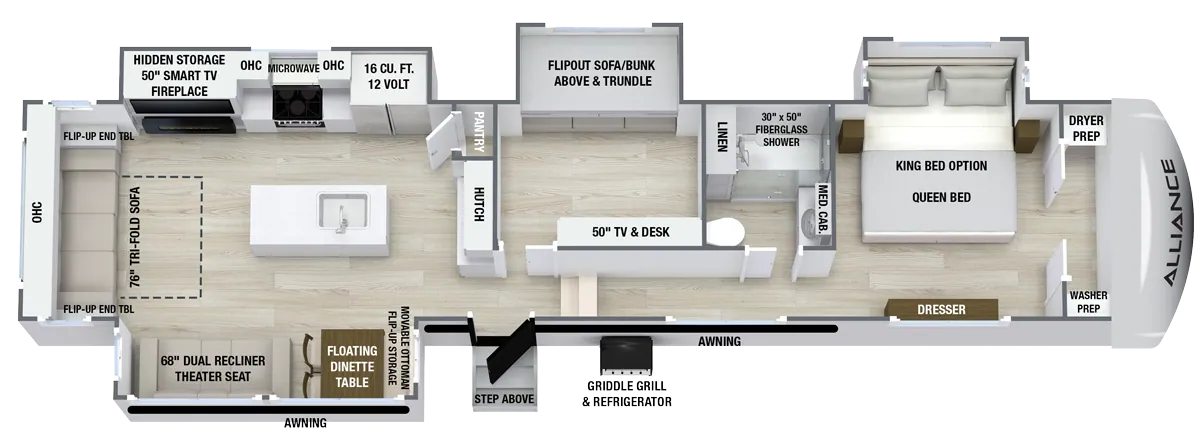 HIDDEN STORAGE
50" SMART TV
FIREPLACE
OHC
MICROWAVE
OHC
16 CU. FT.
12 VOLT
FLIPOUT SOFA/BUNK
ABOVE & TRUNDLE
FLIP-UP END TBL
OHC
76" TRI-FOLD SOFA
FLIP-UP END TBL
PANTRY
HUTCH
50" TV & DESK
LINEN
30" x 50"
FIBERGLASS
SHOWER
MED. CAB.
KING BED OPTION
QUEEN BED
DRYER
PREP
WASHER
PREP
DRESSER
ALLIANCE
68" DUAL RECLINER
THEATER SEAT
FLOATING
DINETTE
TABLE
MOVABLE OTTOMAN
FLIP-UP STORAGE
AWNING
STEP ABOVE
GRIDDLE GRILL
& REFRIGERATOR
AWNING